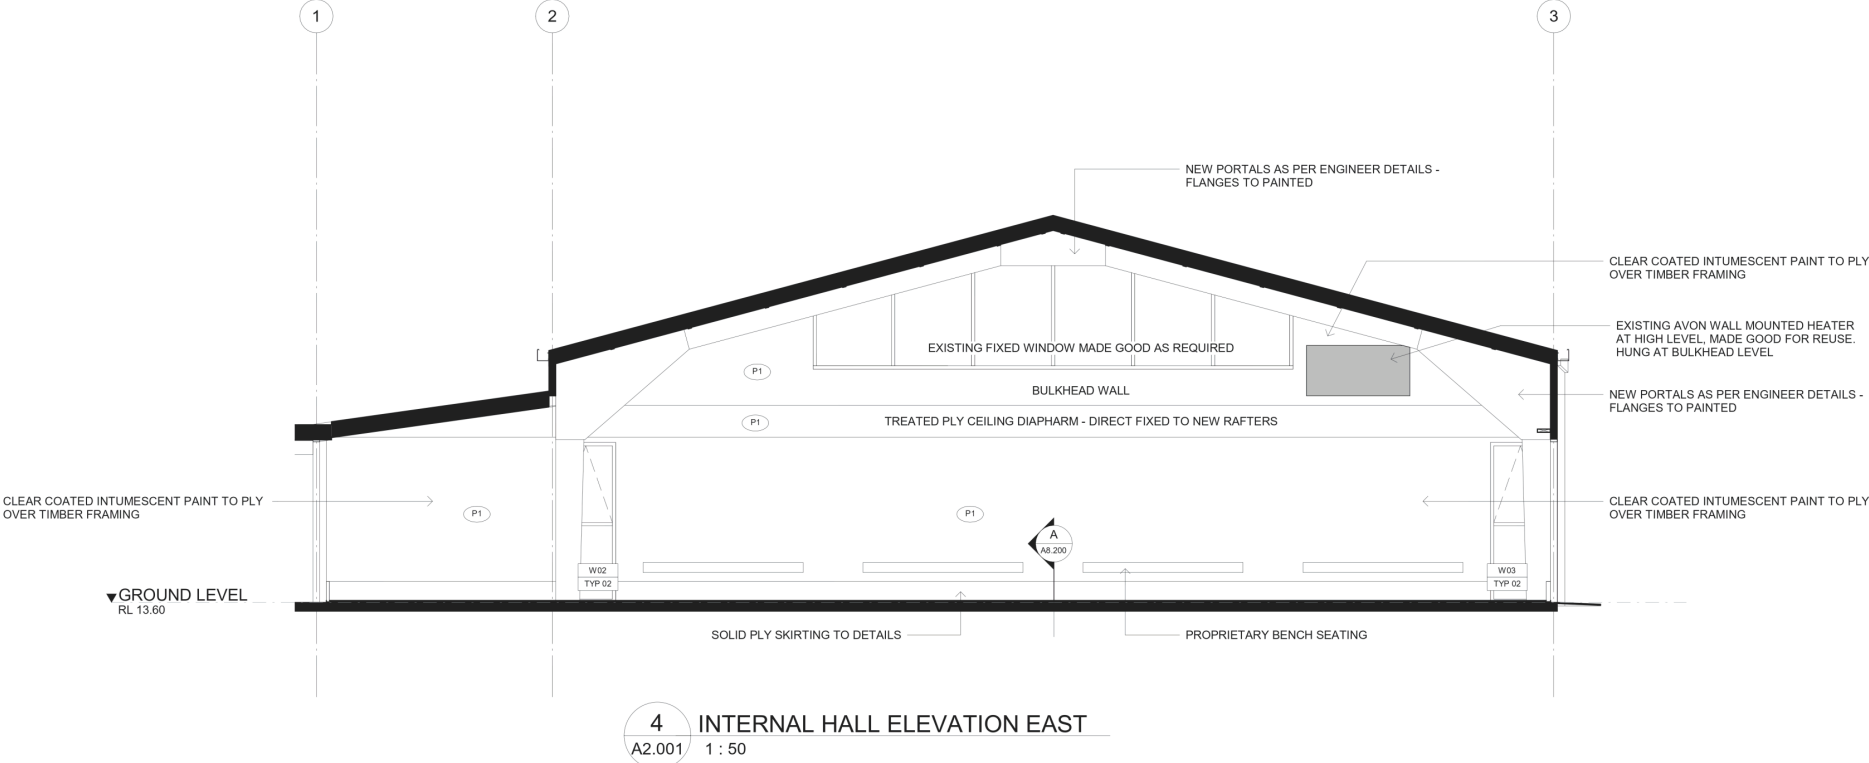 1
2
3
NEW PORTALS AS PER ENGINEER DETAILS -
FLANGES TO PAINTED
CLEAR COATED INTUMESCENT PAINT TO PLY
OVER TIMBER FRAMING
EXISTING AVON WALL MOUNTED HEATER
AT HIGH LEVEL, MADE GOOD FOR REUSE.
HUNG AT BULKHEAD LEVEL
EXISTING FIXED WINDOW MADE GOOD AS REQUIRED
P1
BULKHEAD WALL
NEW PORTALS AS PER ENGINEER DETAILS -
FLANGES TO PAINTED
P1
TREATED PLY CEILING DIAPHARM - DIRECT FIXED TO NEW RAFTERS
CLEAR COATED INTUMESCENT PAINT TO PLY
OVER TIMBER FRAMING
P1
P1
CLEAR COATED INTUMESCENT PAINT TO PLY
OVER TIMBER FRAMING
A
A8.200
W02
TYP 02
W03
TYP 02
GROUND LEVEL
RL 13.60
SOLID PLY SKIRTING TO DETAILS
PROPRIETARY BENCH SEATING
4
A2.001
INTERNAL HALL ELEVATION EAST
1 : 50